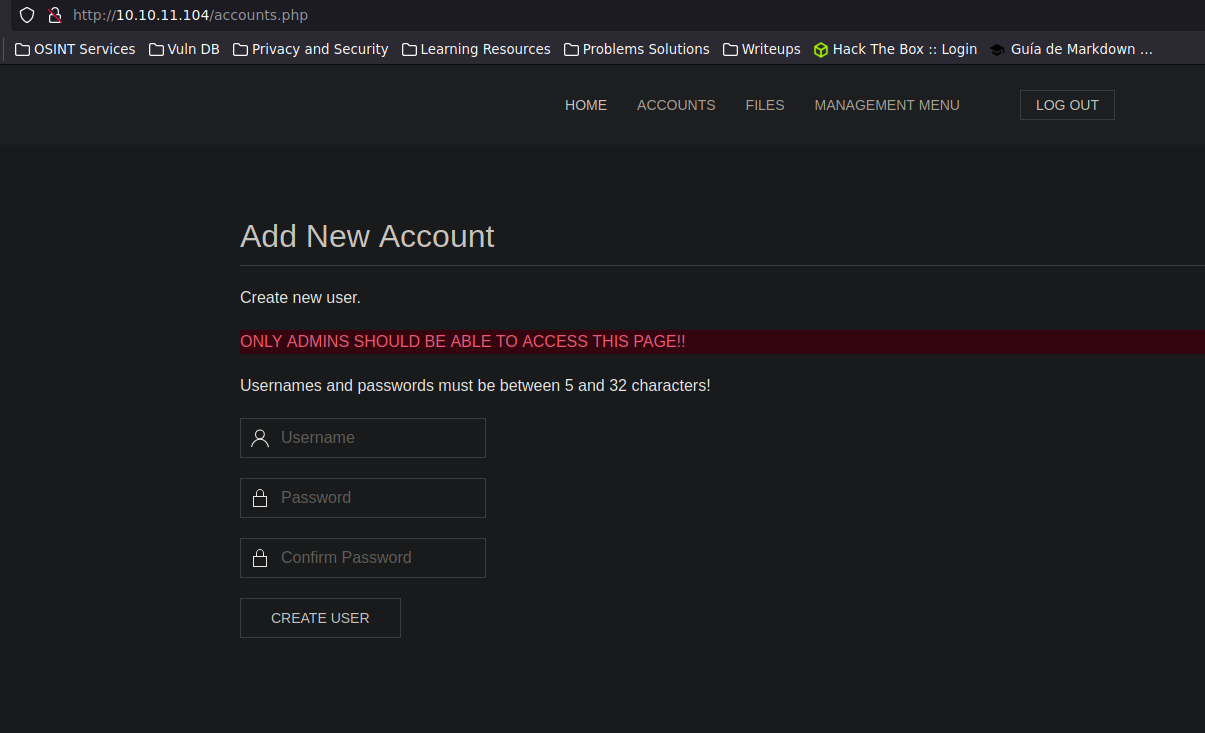 http://10.10.11.104/accounts.php
OSINT Services Vuln DB Privacy and Security Learning Resources Problems Solutions Writeups Hack The Box :: Login Guía de Markdown ...
HOME ACCOUNTS FILES MANAGEMENT MENU LOG OUT
Add New Account
Create new user.
ONLY ADMINS SHOULD BE ABLE TO ACCESS THIS PAGE!!
Usernames and passwords must be between 5 and 32 characters!
Username
Password
Confirm Password
CREATE USER